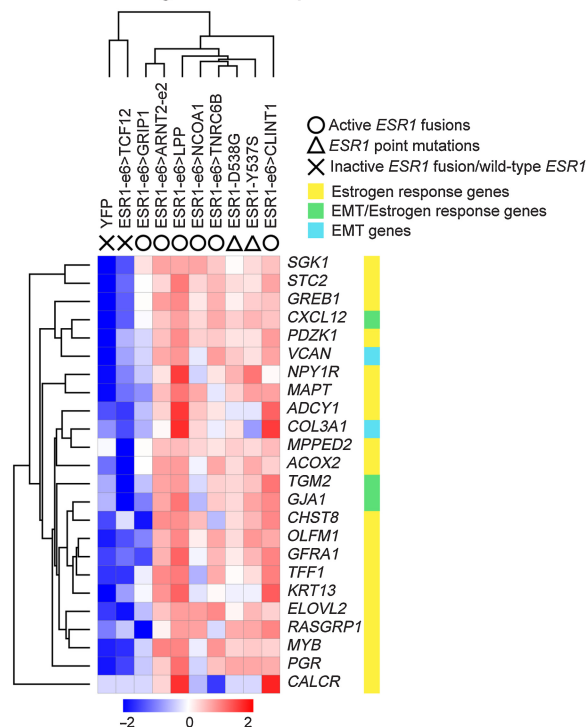 YFP
ESR1-e6>TCF12
ESR1-e6>GRIP1
ESR1-e6>ARNT2-e2
ESR1-e6>LPP
ESR1-e6>NCOA1
ESR1-e6>TNRC6B
ESR1-D538G
ESR1-Y537S
ESR1-e6>CLINT1
Active ESR1 fusions
ESR1 point mutations
Inactive ESR1 fusion/wild-type ESR1
Estrogen response genes
EMT/Estrogen response genes
EMT genes
SGK1
STC2
GREB1
CXCL12
PDZK1
VCAN
NPY1R
MAPT
ADCY1
COL3A1
MPPED2
ACOX2
TGM2
GJA1
CHST8
OLFM1
GFRA1
TFF1
KRT13
ELOVL2
RASGRP1
MYB
PGR
CALCR
−2 0 2